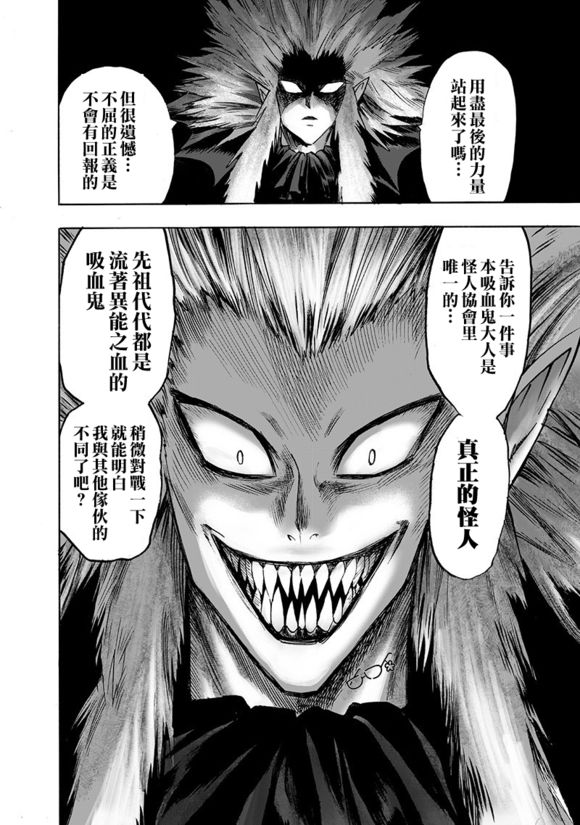 用盡最後的力量
站起來了嗎…
但很遺憾…
不屈的正義是
不會有回報的
告訴你一件事
本吸血鬼大人是
怪人協會里
唯一的…
真正的怪人
先祖代代都是
流著異能之血的
吸血鬼
稍微對戰一下
就能明白
我與其他傢伙的
不同了吧？